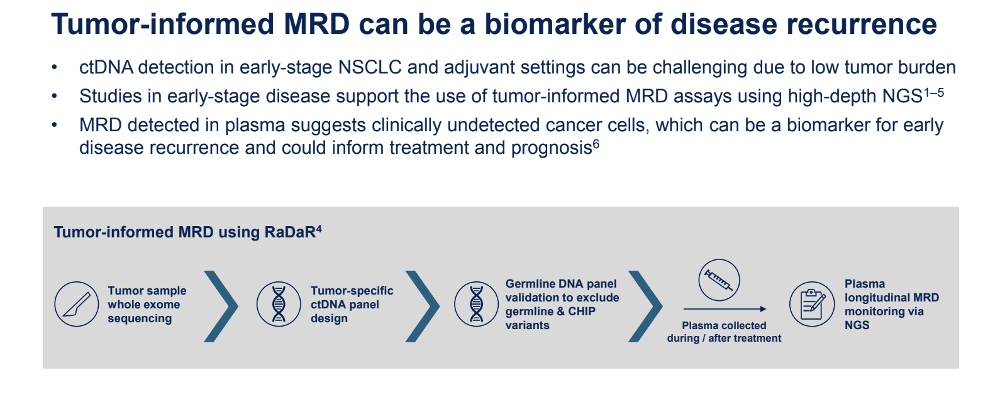 Tumor-informed MRD can be a biomarker of disease recurrence
• ctDNA detection in early-stage NSCLC and adjuvant settings can be challenging due to low tumor burden
• Studies in early-stage disease support the use of tumor-informed MRD assays using high-depth NGS¹⁻⁵
• MRD detected in plasma suggests clinically undetected cancer cells, which can be a biomarker for early
disease recurrence and could inform treatment and prognosis⁶
Tumor-informed MRD using RaDaR⁴
Tumor sample
whole exome
sequencing
Tumor-specific
ctDNA panel
design
Germline DNA panel
validation to exclude
germline & CHIP
variants
Plasma collected
during / after treatment
Plasma
longitudinal MRD
monitoring via
NGS